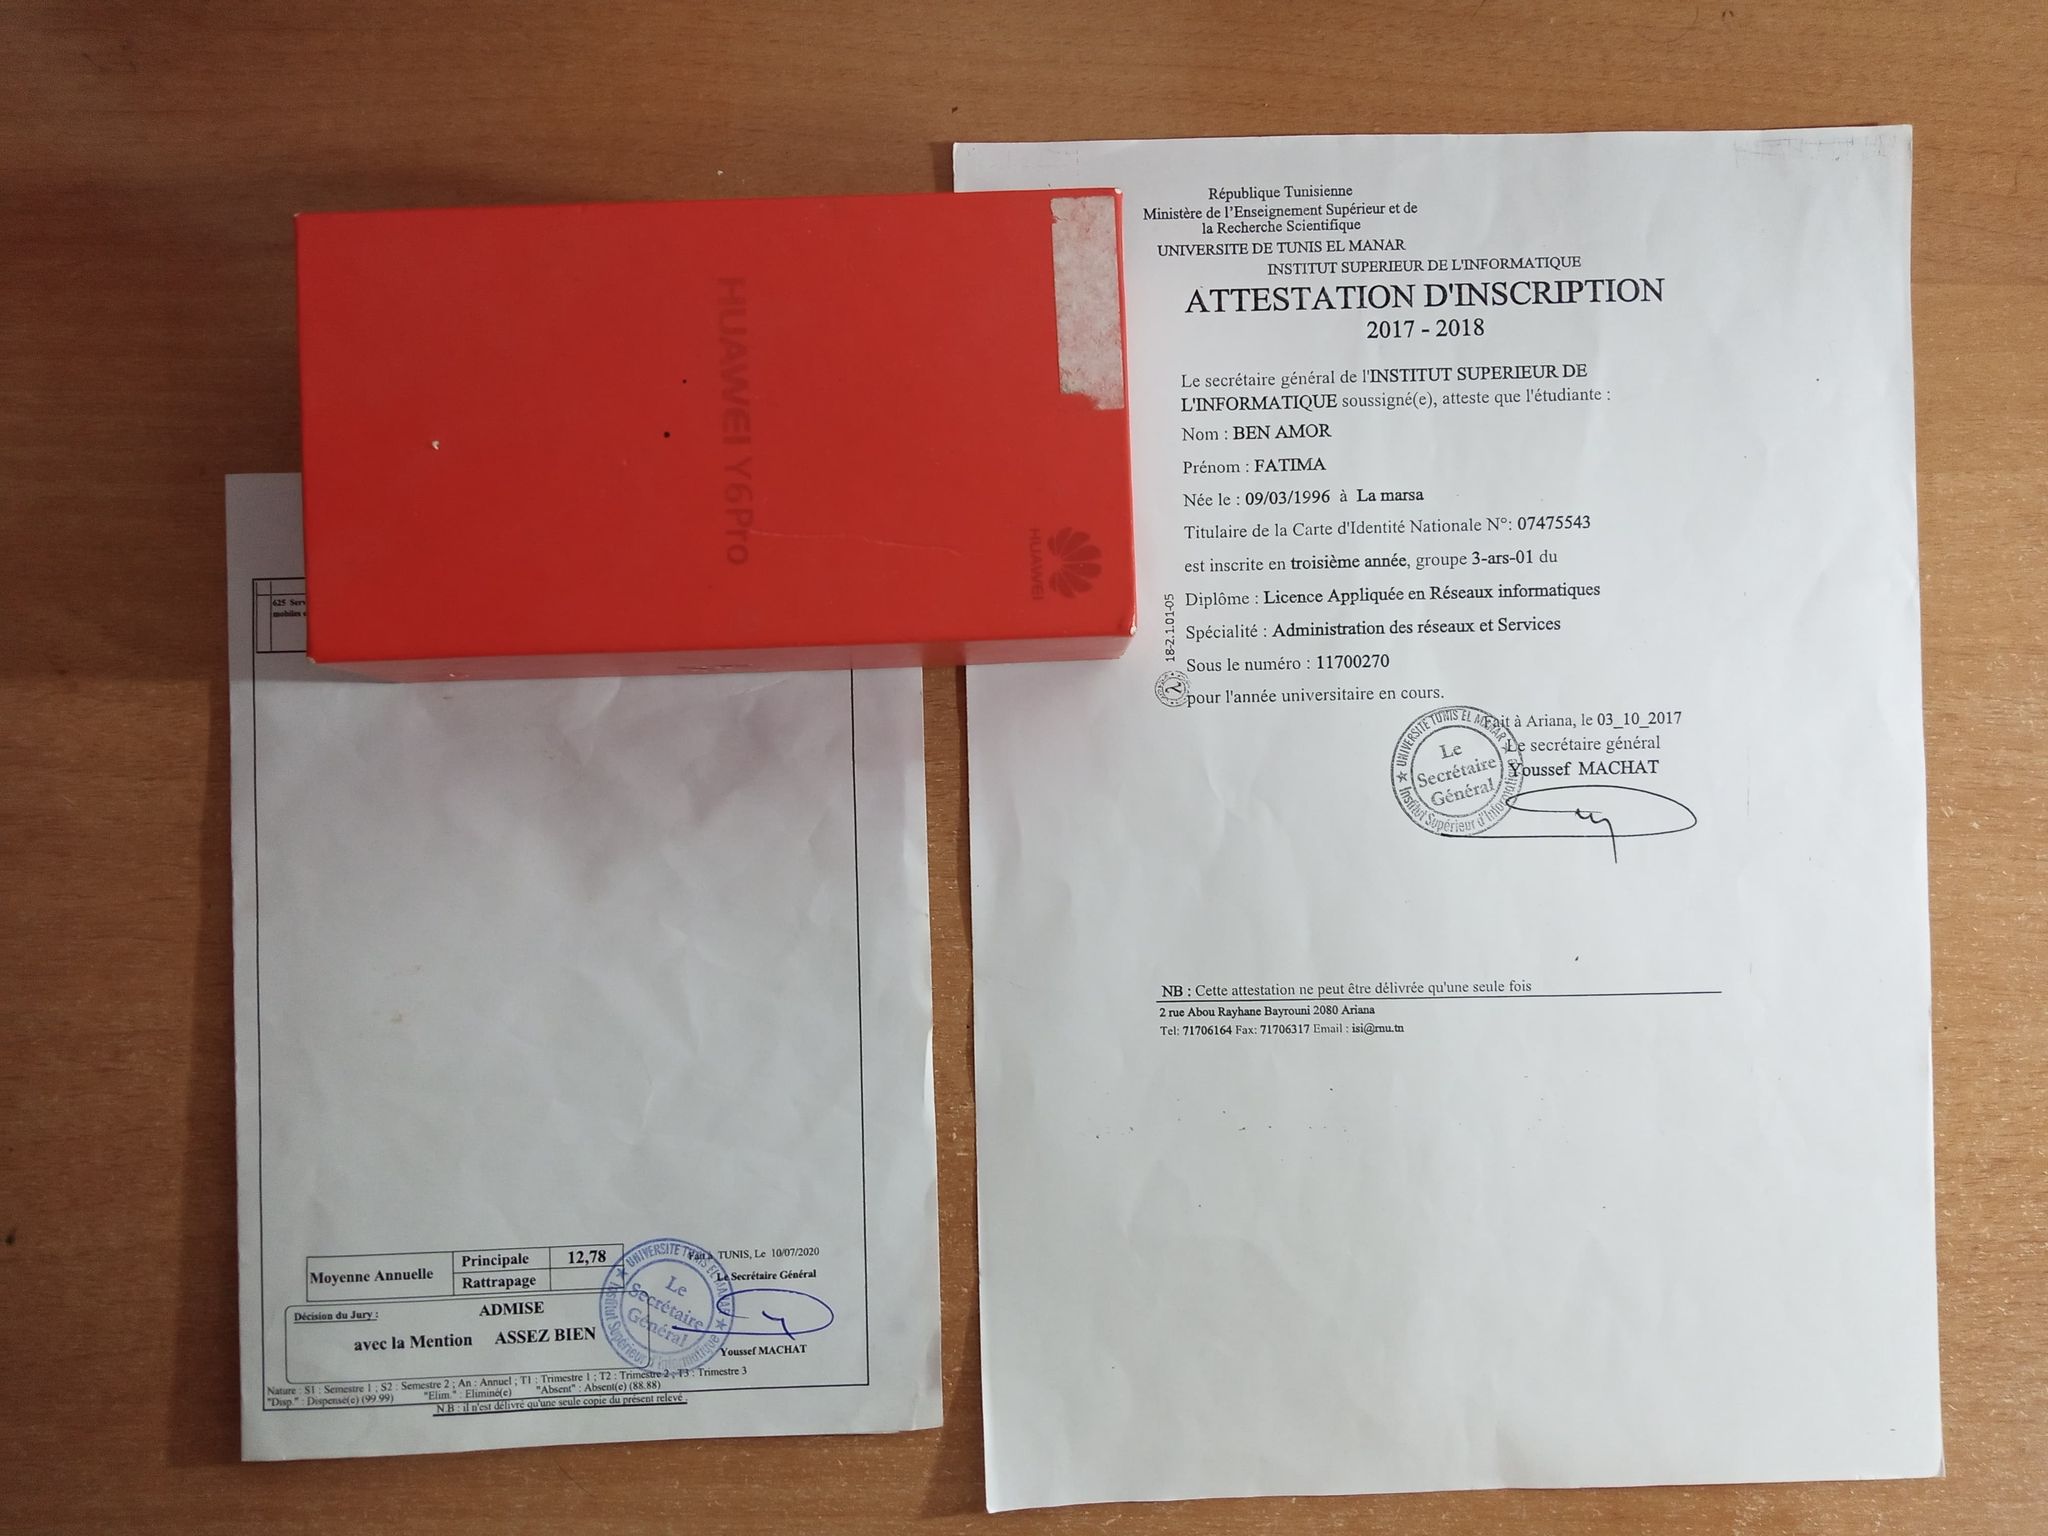 HUAWEI Y6Pro
HUAWEI
625 Serv
mobiles
Moyenne Annuelle
Principale 12,78
Rattrapage
Décision du Jury :
ADMISE
avec la Mention ASSEZ BIEN
Fait à TUNIS, Le 10/07/2020
Le Secrétaire Général
UNIVERSITE TUNIS EL MANAR
Le
Secrétaire
Général
Institut Supérieur d'Informatique
Youssef MACHAT
Nature : S1 : Semestre 1 ; S2 : Semestre 2 ; An : Annuel ; T1 : Trimestre 1 ; T2 : Trimestre 2 ; T3 : Trimestre 3
"Disp." : Dispensé(e) (99.99) "Elim." : Eliminé(e) "Absent" : Absent(e) (88.88)
N.B : il n'est délivré qu'une seule copie du présent relevé .
République Tunisienne
Ministère de l'Enseignement Supérieur et de
la Recherche Scientifique
UNIVERSITE DE TUNIS EL MANAR
INSTITUT SUPERIEUR DE L'INFORMATIQUE
ATTESTATION D'INSCRIPTION
2017 - 2018
Le secrétaire général de l'INSTITUT SUPERIEUR DE
L'INFORMATIQUE soussigné(e), atteste que l'étudiante :
Nom : BEN AMOR
Prénom : FATIMA
Née le : 09/03/1996 à La marsa
Titulaire de la Carte d'Identité Nationale N°: 07475543
est inscrite en troisième année, groupe 3-ars-01 du
Diplôme : Licence Appliquée en Réseaux informatiques
Spécialité : Administration des réseaux et Services
Sous le numéro : 11700270
pour l'année universitaire en cours.
18-2.1.01-05
Fait à Ariana, le 03_10_2017
Le secrétaire général
Youssef MACHAT
UNIVERSITE TUNIS EL MANAR
Le
Secrétaire
Général
Institut Supérieur d'Informatique
NB : Cette attestation ne peut être délivrée qu'une seule fois
2 rue Abou Rayhane Bayrouni 2080 Ariana
Tel: 71706164 Fax: 71706317 Email : isi@rnu.tn